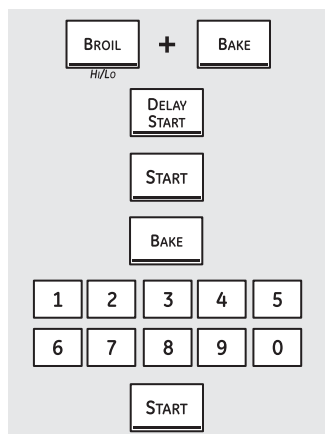 BROIL + BAKE
HI/LO
DELAY
START
START
BAKE
1 2 3 4 5
6 7 8 9 0
START